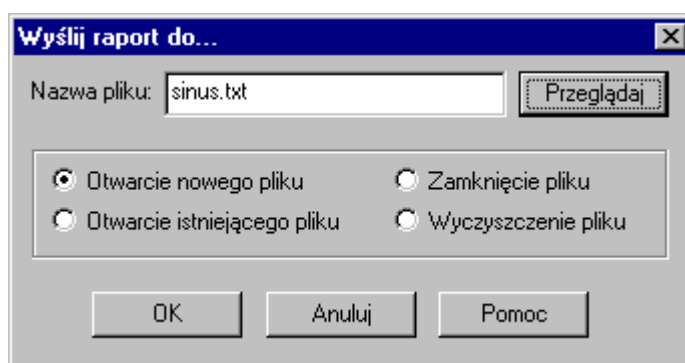 Wyślij raport do...
Nazwa pliku: sinus.txt Przeglądaj
Otwarcie nowego pliku Zamknięcie pliku
Otwarcie istniejącego pliku Wyczyszczenie pliku
OK Anuluj Pomoc